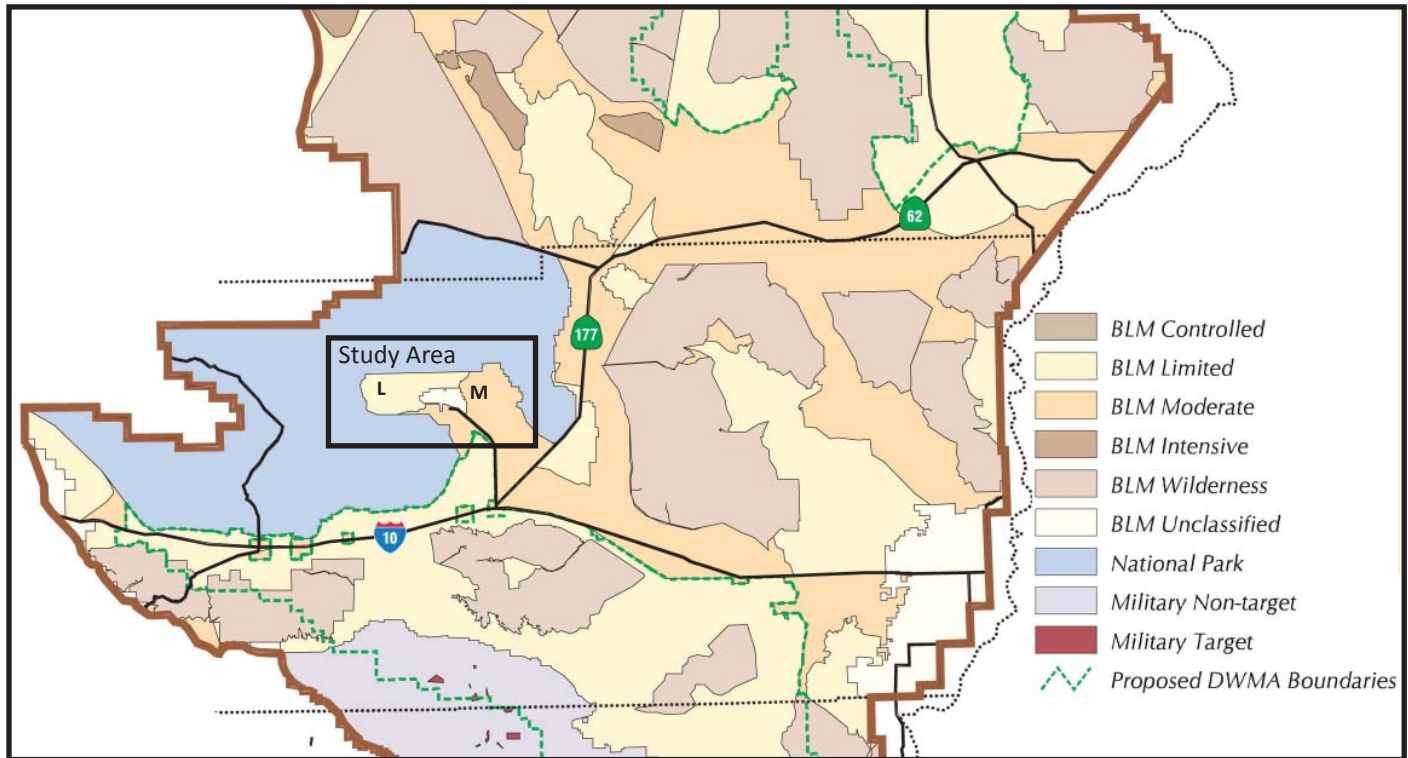 62
177
Study Area
L
M
10
BLM Controlled
BLM Limited
BLM Moderate
BLM Intensive
BLM Wilderness
BLM Unclassified
National Park
Military Non-target
Military Target
Proposed DWMA Boundaries